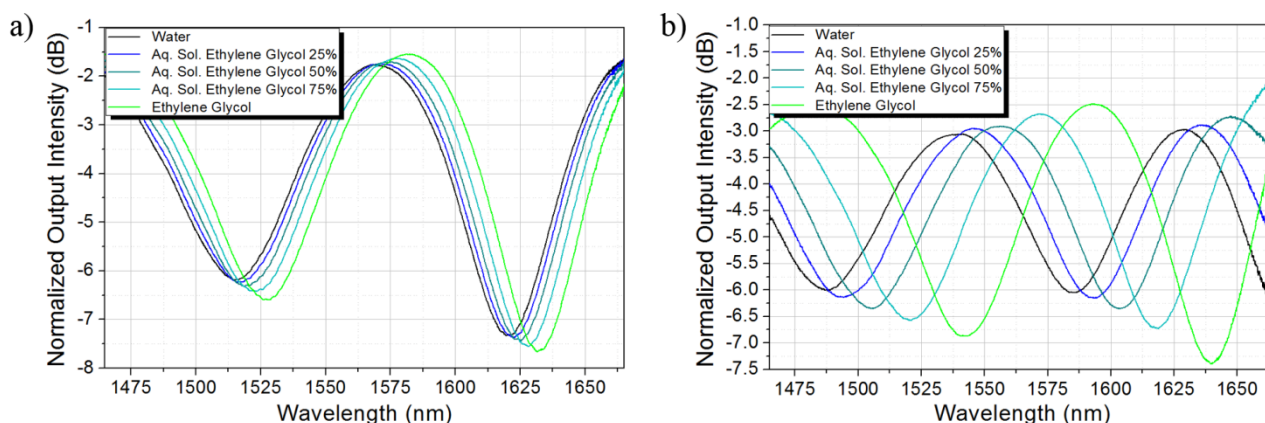 a)
Normalized Output Intensity (dB)
-1
-2
-3
-4
-5
-6
-7
-8
Water
Aq. Sol. Ethylene Glycol 25%
Aq. Sol. Ethylene Glycol 50%
Aq. Sol. Ethylene Glycol 75%
Ethylene Glycol
1475 1500 1525 1550 1575 1600 1625 1650
Wavelength (nm)
b)
Normalized Output Intensity (dB)
-1.0
-1.5
-2.0
-2.5
-3.0
-3.5
-4.0
-4.5
-5.0
-5.5
-6.0
-6.5
-7.0
-7.5
Water
Aq. Sol. Ethylene Glycol 25%
Aq. Sol. Ethylene Glycol 50%
Aq. Sol. Ethylene Glycol 75%
Ethylene Glycol
1475 1500 1525 1550 1575 1600 1625 1650
Wavelength (nm)